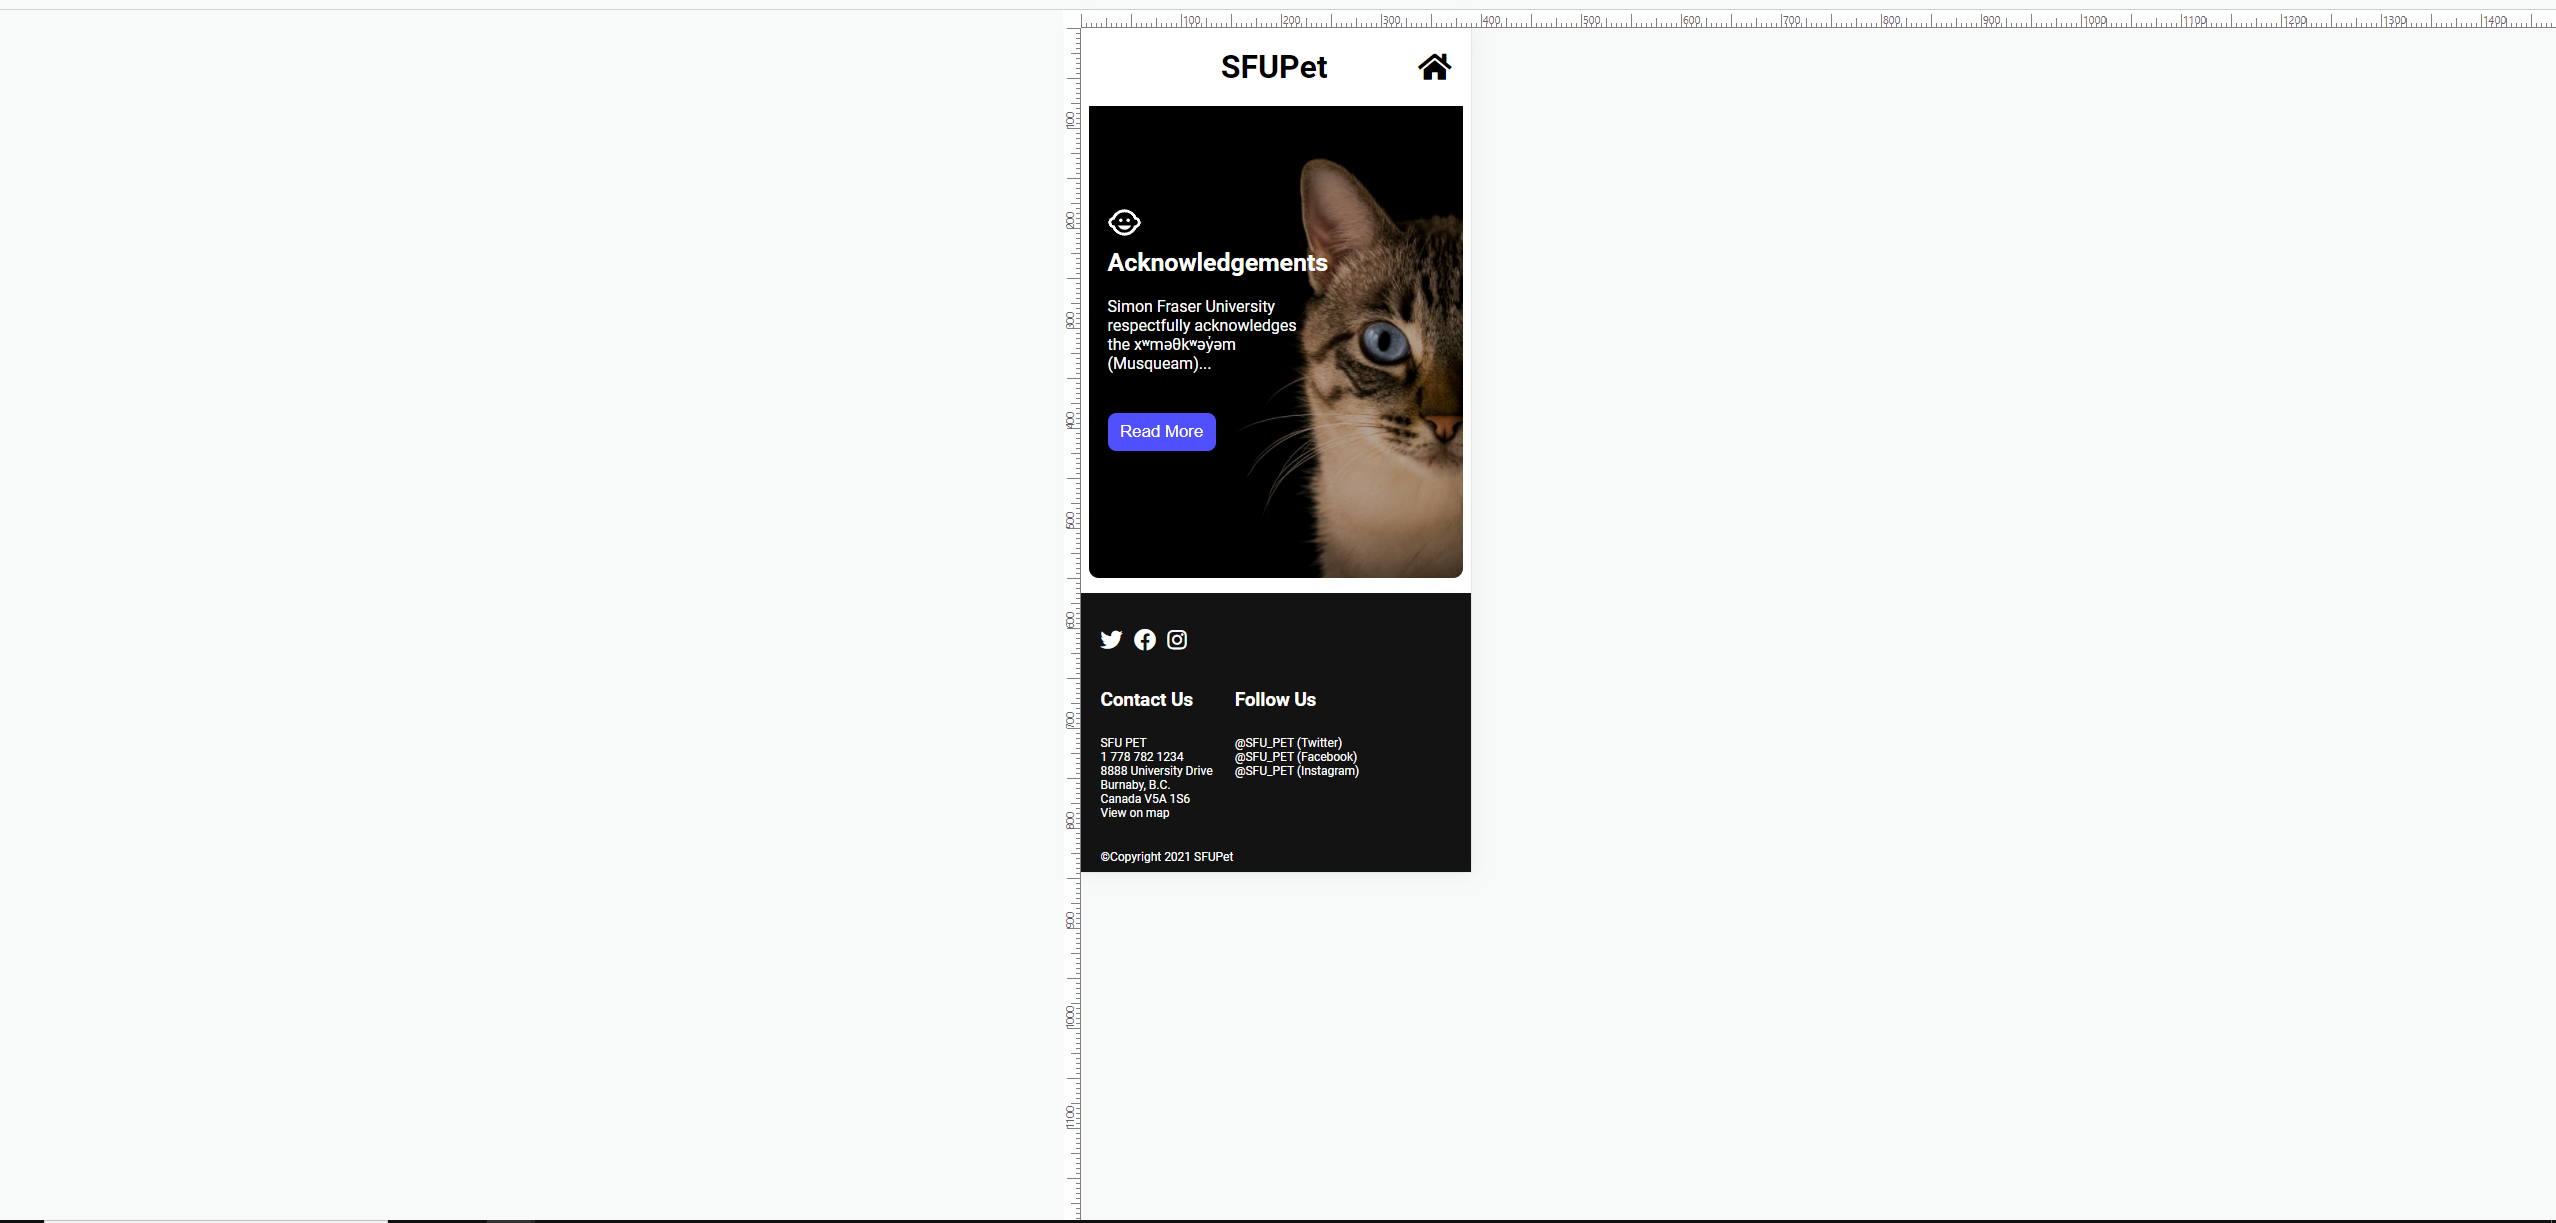 100 200 300 400 500 600 700 800 900 1000 1100 1200 1300 1400
SFUPet
100
200
Acknowledgements
Simon Fraser University
respectfully acknowledges
300
the xʷməθkʷəy̓əm
(Musqueam)...
400
Read More
500
600
Contact Us Follow Us
700
SFU PET
1 778 782 1234
8888 University Drive
Burnaby, B.C.
Canada V5A 1S6
View on map
@SFU_PET (Twitter)
@SFU_PET (Facebook)
@SFU_PET (Instagram)
800
©Copyright 2021 SFUPet
900
1000
1100